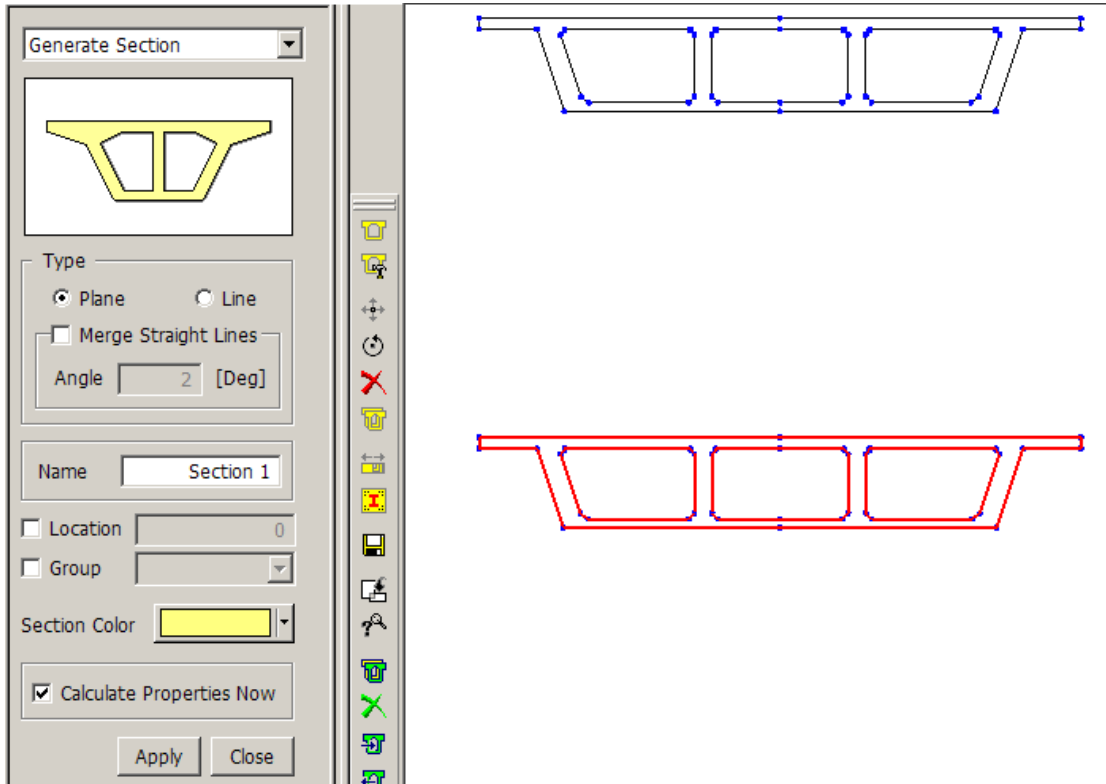 Generate Section
Type
Plane
Line
Merge Straight Lines
Angle 2 [Deg]
Name Section 1
Location 0
Group
Section Color
Calculate Properties Now
Apply Close